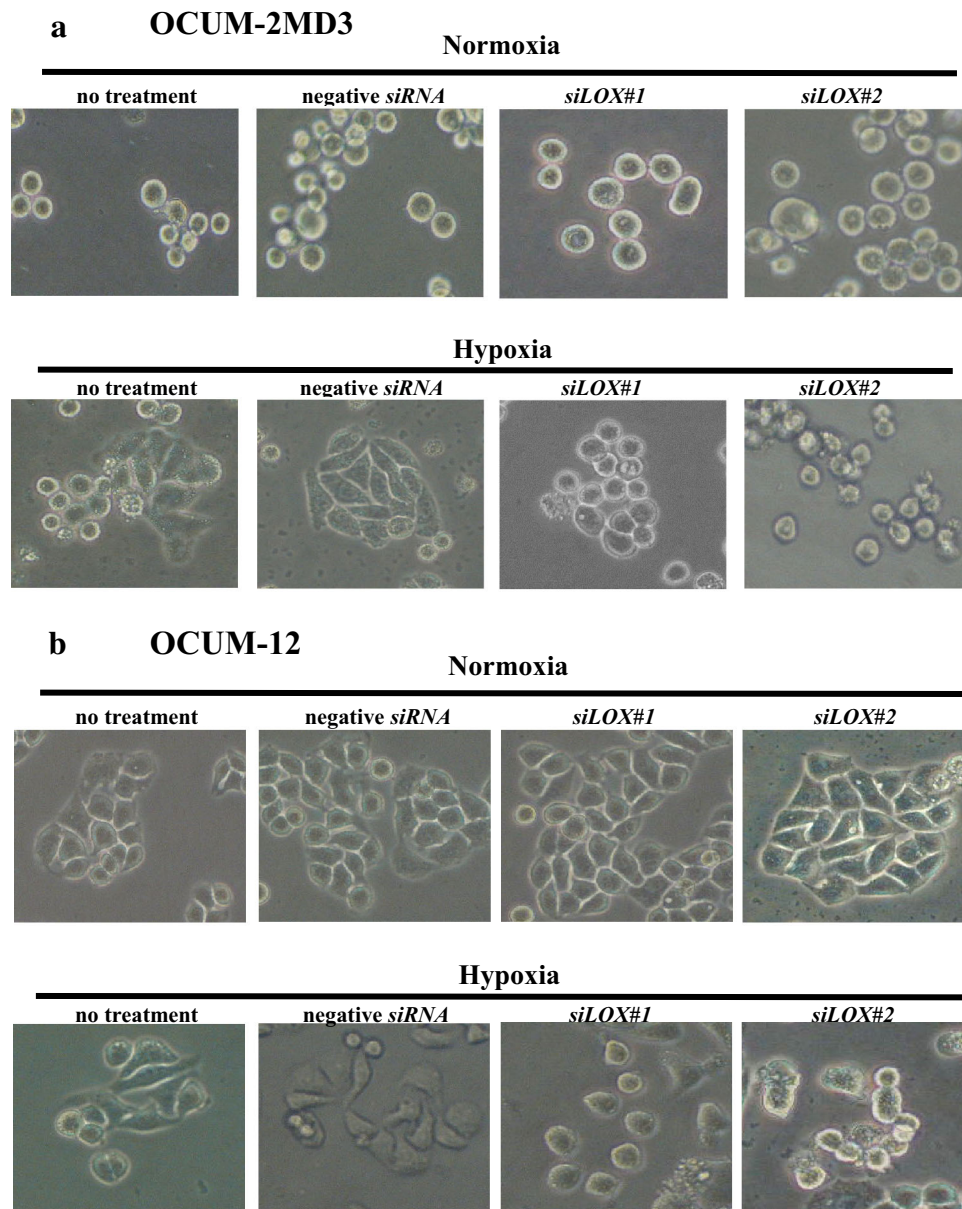 a OCUM-2MD3
Normoxia
no treatment negative siRNA siLOX#1 siLOX#2
Hypoxia
no treatment negative siRNA siLOX#1 siLOX#2
b OCUM-12
Normoxia
no treatment negative siRNA siLOX#1 siLOX#2
Hypoxia
no treatment negative siRNA siLOX#1 siLOX#2